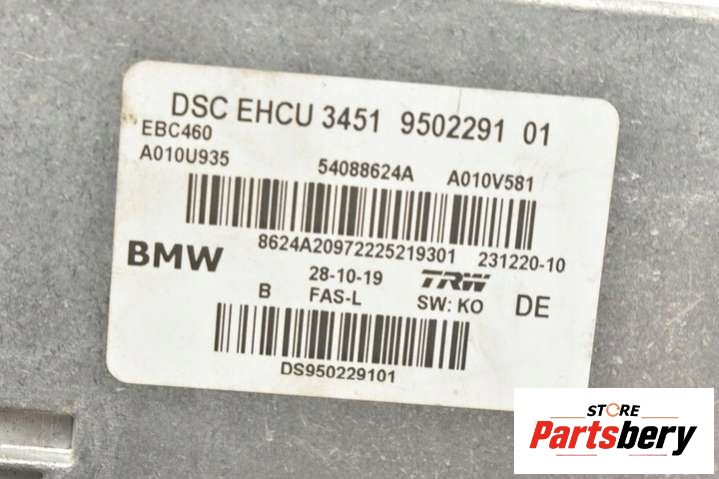 DSC EHCU 3451 9502291 01
EBC460
A010U935 54088624A A010V581
8624A20972225219301 231220-10
BMW 28-10-19 TRW
B FAS-L SW: KO DE
DS950229101
STORE
Partsbery